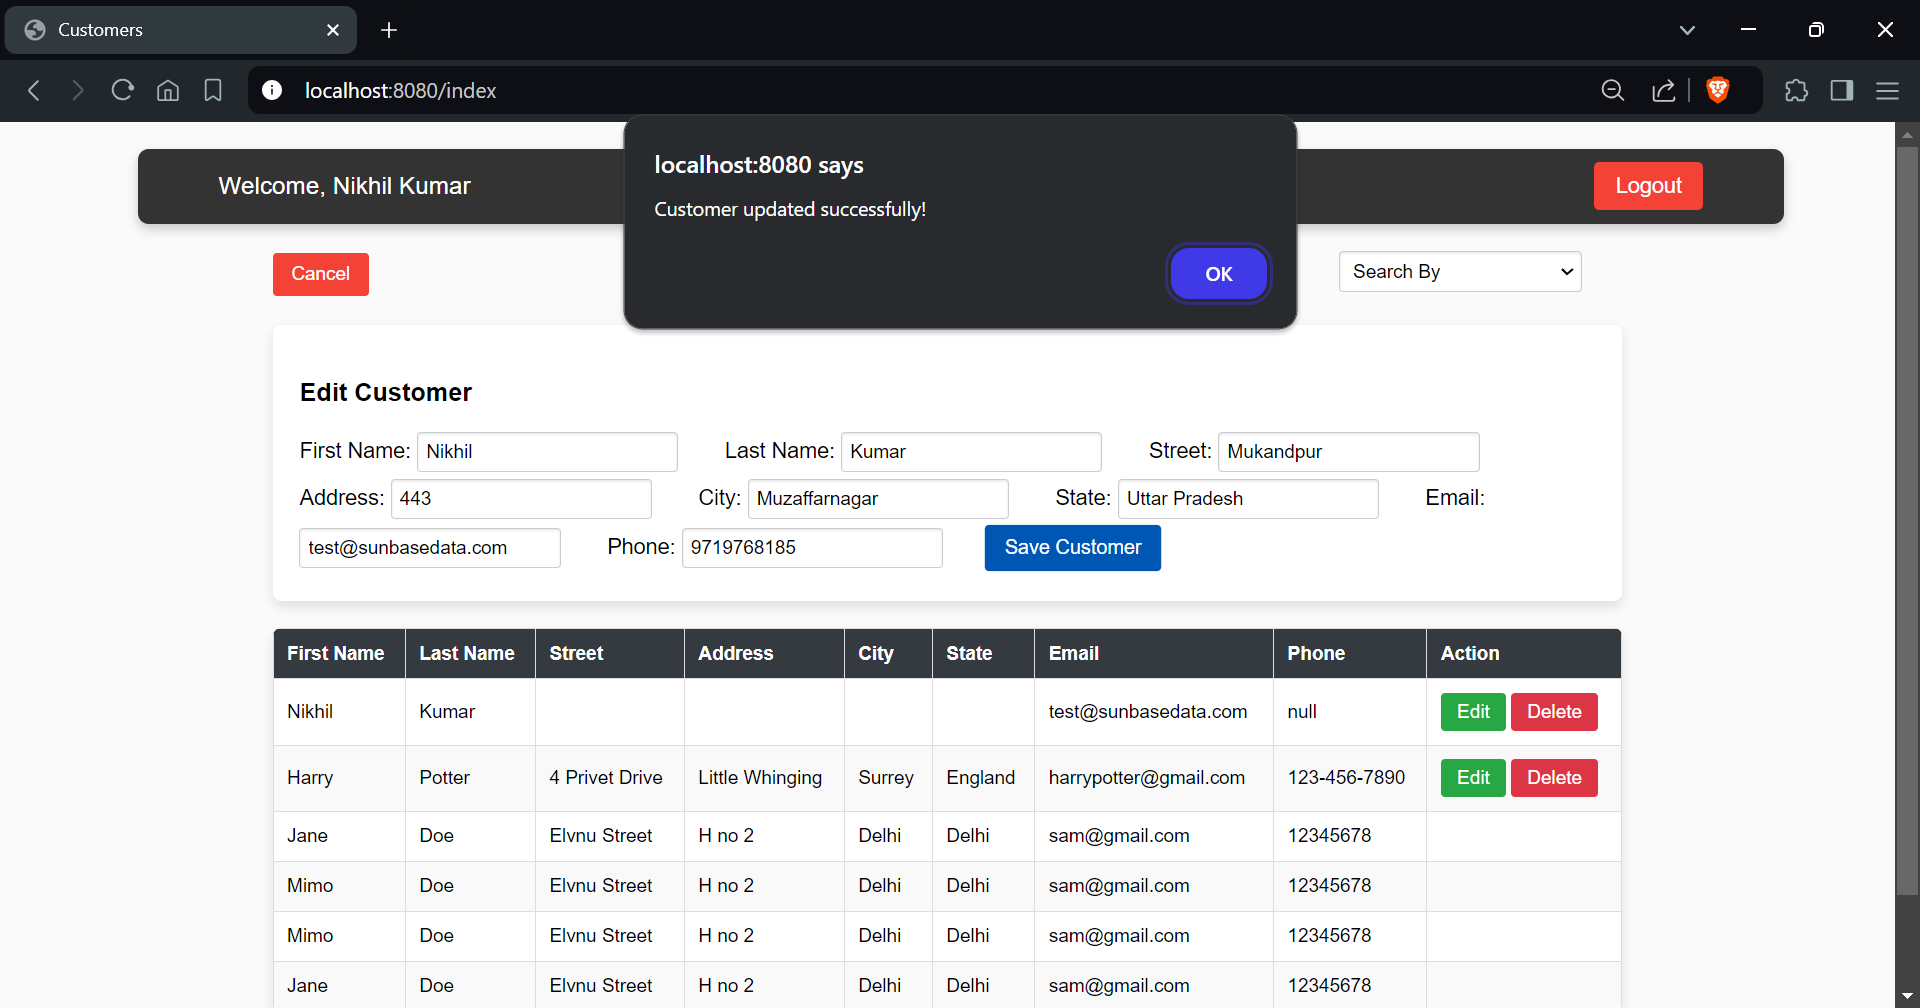 Customers
localhost:8080/index
localhost:8080 says
Customer updated successfully!
OK
Welcome, Nikhil Kumar
Logout
Cancel
Search By
Edit Customer
First Name: Nikhil Last Name: Kumar Street: Mukandpur
Address: 443 City: Muzaffarnagar State: Uttar Pradesh Email:
test@sunbasedata.com Phone: 9719768185 Save Customer
First Name Last Name Street Address City State Email Phone Action
Nikhil Kumar test@sunbasedata.com null Edit Delete
Harry Potter 4 Privet Drive Little Whinging Surrey England harrypotter@gmail.com 123-456-7890 Edit Delete
Jane Doe Elvnu Street H no 2 Delhi Delhi sam@gmail.com 12345678
Mimo Doe Elvnu Street H no 2 Delhi Delhi sam@gmail.com 12345678
Mimo Doe Elvnu Street H no 2 Delhi Delhi sam@gmail.com 12345678
Jane Doe Elvnu Street H no 2 Delhi Delhi sam@gmail.com 12345678